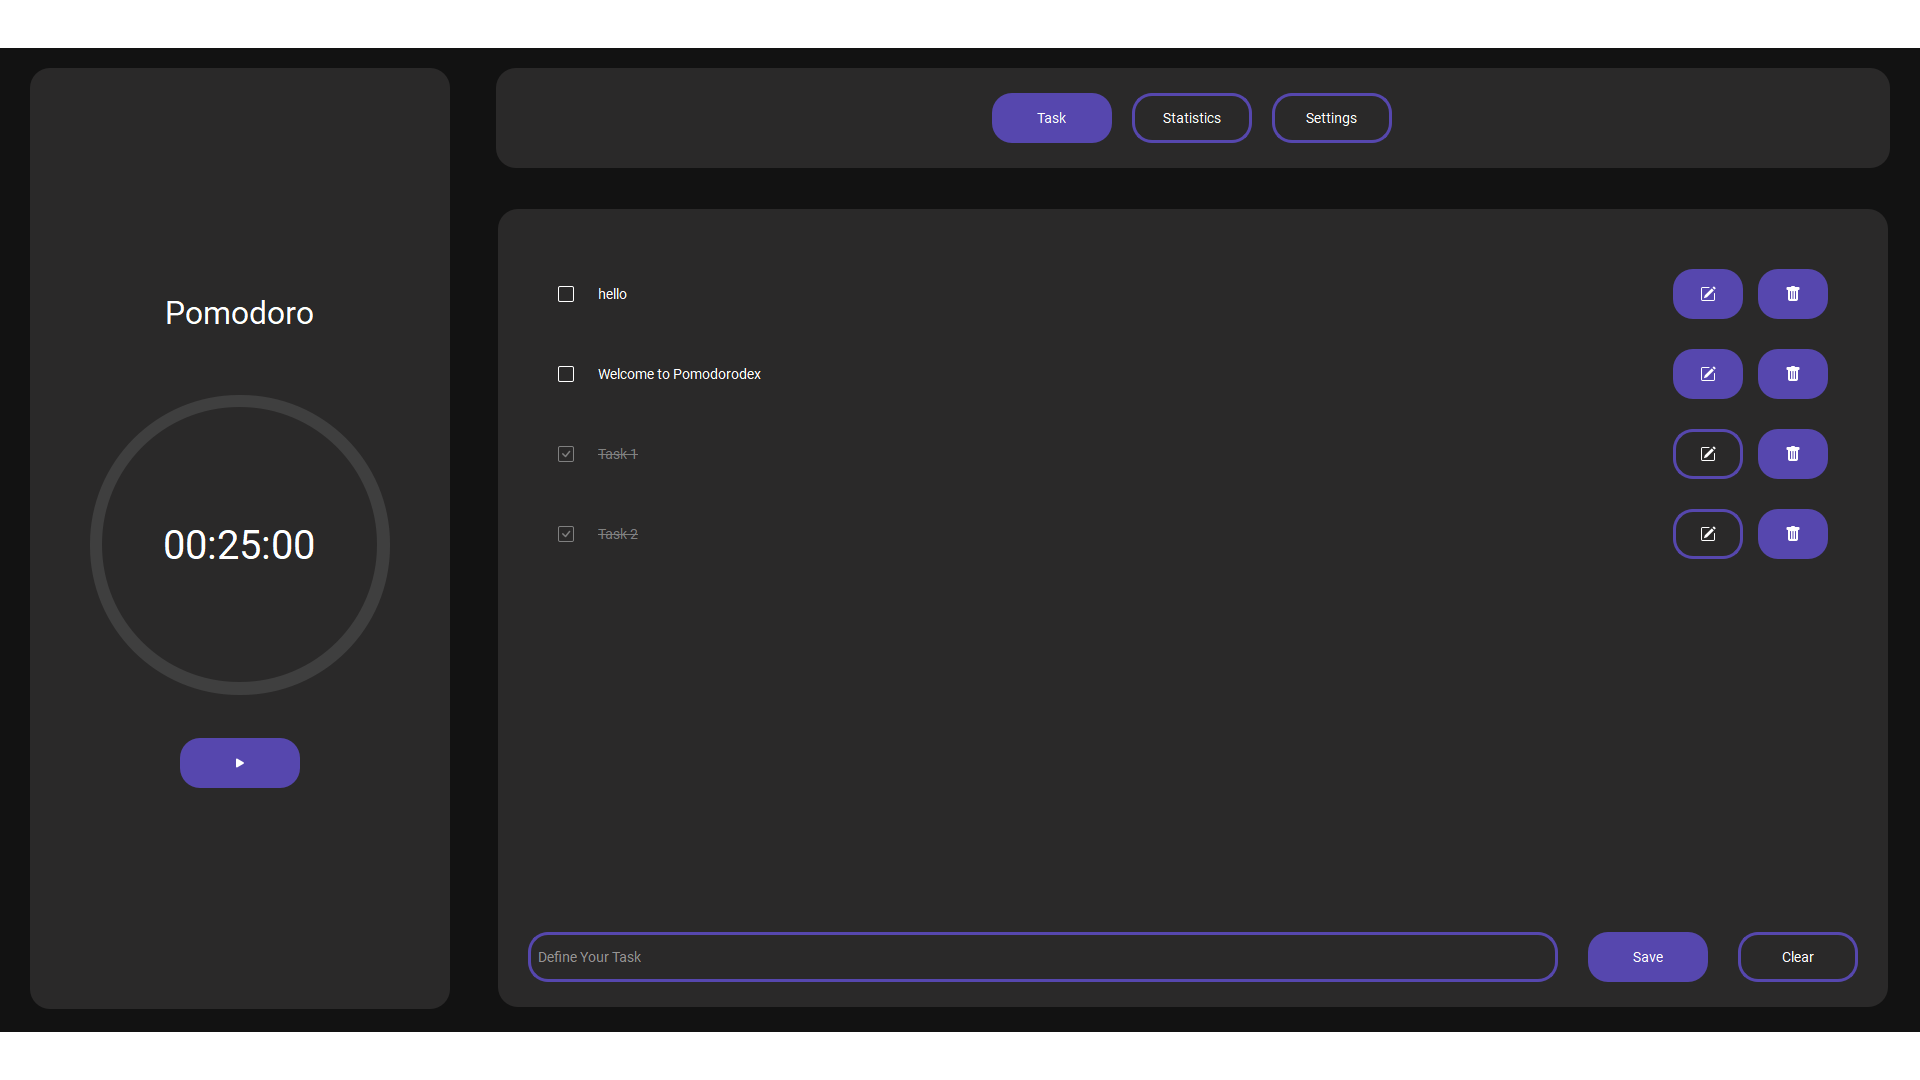 Pomodoro
00:25:00
Task
Statistics
Settings
hello
Welcome to Pomodorodex
Task 1
Task 2
Define Your Task
Save
Clear